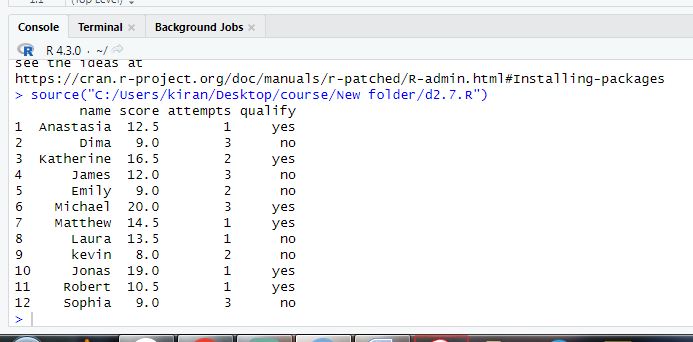 1:1 (Top Level)
Console Terminal × Background Jobs ×
R R 4.3.0 · ~/
see the ideas at
https://cran.r-project.org/doc/manuals/r-patched/R-admin.html#Installing-packages
> source("C:/Users/kiran/Desktop/course/New folder/d2.7.R")
name score attempts qualify
1 Anastasia 12.5 1 yes
2 Dima 9.0 3 no
3 Katherine 16.5 2 yes
4 James 12.0 3 no
5 Emily 9.0 2 no
6 Michael 20.0 3 yes
7 Matthew 14.5 1 yes
8 Laura 13.5 1 no
9 kevin 8.0 2 no
10 Jonas 19.0 1 yes
11 Robert 10.5 1 yes
12 Sophia 9.0 3 no
>